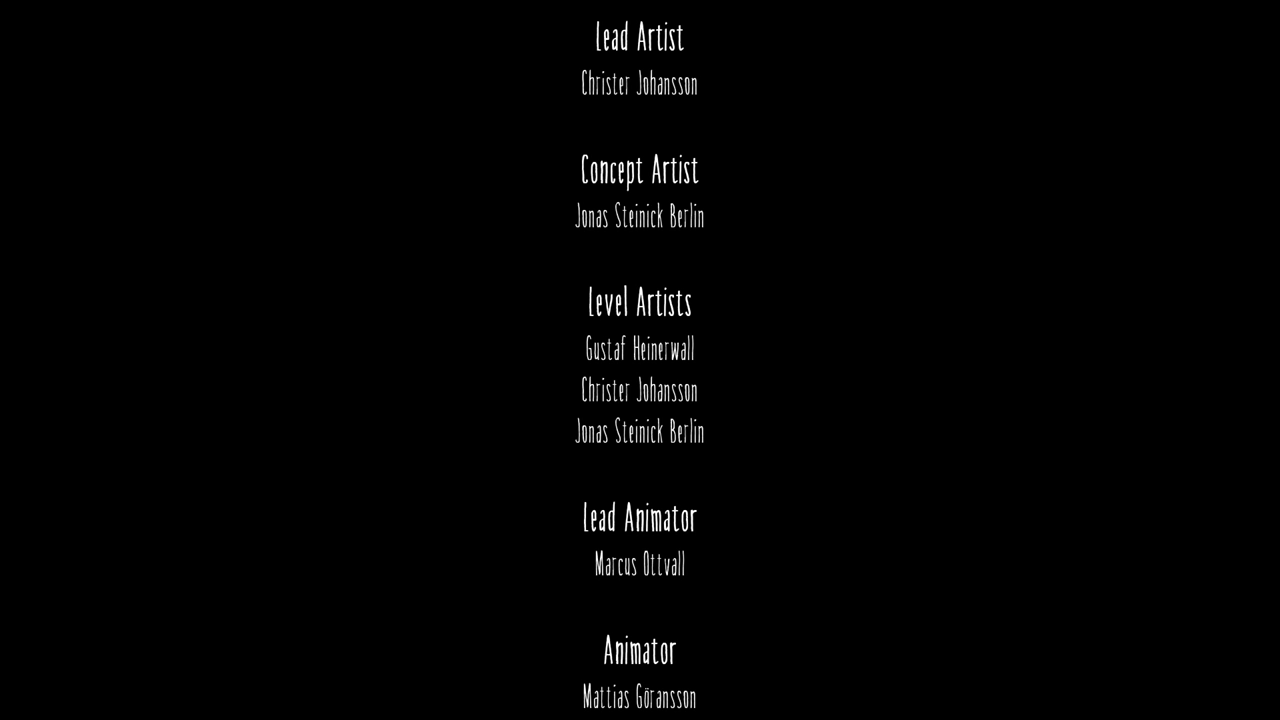 Lead Artist
Christer Johansson
Concept Artist
Jonas Steinick Berlin
Level Artists
Gustaf Heinerwall
Christer Johansson
Jonas Steinick Berlin
Lead Animator
Marcus Ottvall
Animator
Mattias Göransson